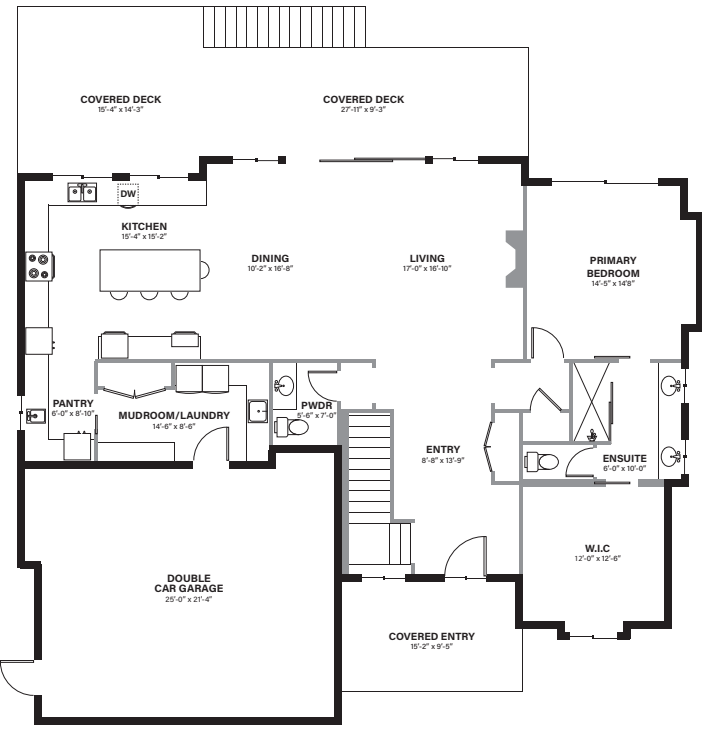 COVERED DECK
15'-4" x 14'-3"
COVERED DECK
27'-11" x 9'-3"
DW
KITCHEN
15'-4" x 15'-2"
DINING
10'-2" x 16'-8"
LIVING
17'-0" x 16'-10"
PRIMARY
BEDROOM
14'-5" x 14'8"
PANTRY
6'-0" x 8'-10"
MUDROOM/LAUNDRY
14'-6" x 8'-6"
PWDR
5'-6" x 7'-0"
ENTRY
8'-8" x 13'-9"
ENSUITE
6'-0" x 10'-0"
W.I.C
12'-0" x 12'-6"
DOUBLE
CAR GARAGE
25'-0" x 21'-4"
COVERED ENTRY
15'-2" x 9'-5"